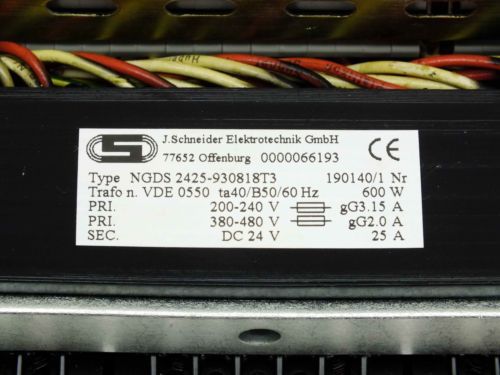 J.Schneider Elektrotechnik GmbH
77652 Offenburg 0000066193
CE
Type NGDS 2425-930818T3 190140/1 Nr
Trafo n. VDE 0550 ta40/B50/60 Hz 600 W
PRI. 200-240 V gG3.15 A
PRI. 380-480 V gG2.0 A
SEC. DC 24 V 25 A